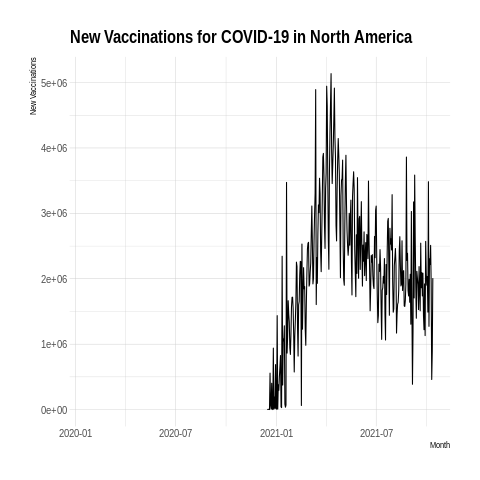 New Vaccinations for COVID-19 in North America
New Vaccinations
5e+06
4e+06
3e+06
2e+06
1e+06
0e+00
2020-01 2020-07 2021-01 2021-07
Month